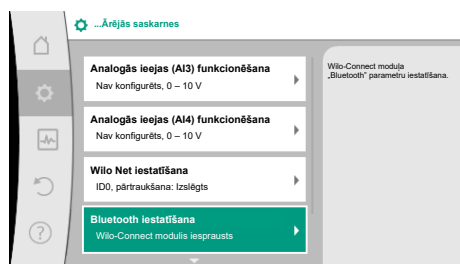 ...Ārējās saskarnes
Analogās ieejas (AI3) funkcionēšana
Nav konfigurēts, 0 – 10 V
Analogās ieejas (AI4) funkcionēšana
Nav konfigurēts, 0 – 10 V
Wilo Net iestatīšana
ID0, pārtraukšana: Izslēgts
Bluetooth iestatīšana
Wilo-Connect modulis iesprausts
Wilo-Connect moduļa
„Bluetooth" parametru iestatīšana.